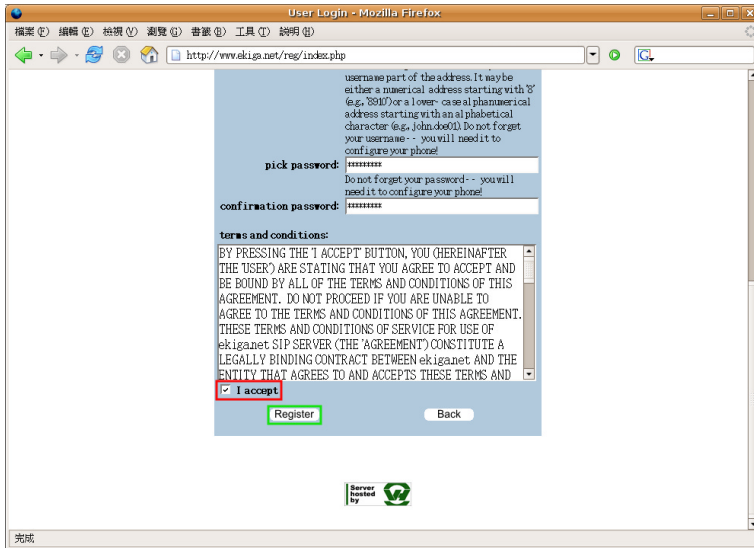 User Login - Mozilla Firefox
檔案(F) 編輯(E) 檢視(V) 瀏覽(G) 書籤(B) 工具(T) 說明(H)
http://www.ekiga.net/reg/index.php
username part of the address. It may be
either a numerical address starting with '8'
(e.g., '8910') or a lower- case alphanumerical
address starting with an alphabetical
character (e.g., john.doe01). Do not forget
your username -- you will need it to
configure your phone!
pick password: *********
Do not forget your password -- you will
need it to configure your phone!
confirmation password: *********
terms and conditions:
BY PRESSING THE 'I ACCEPT' BUTTON, YOU (HEREINAFTER
THE 'USER') ARE STATING THAT YOU AGREE TO ACCEPT AND
BE BOUND BY ALL OF THE TERMS AND CONDITIONS OF THIS
AGREEMENT. DO NOT PROCEED IF YOU ARE UNABLE TO
AGREE TO THE TERMS AND CONDITIONS OF THIS AGREEMENT.
THESE TERMS AND CONDITIONS OF SERVICE FOR USE OF
ekiga.net SIP SERVER (THE 'AGREEMENT') CONSTITUTE A
LEGALLY BINDING CONTRACT BETWEEN ekiga.net AND THE
ENTITY THAT AGREES TO AND ACCEPTS THESE TERMS AND
I accept
Register Back
Server
hosted
by
完成